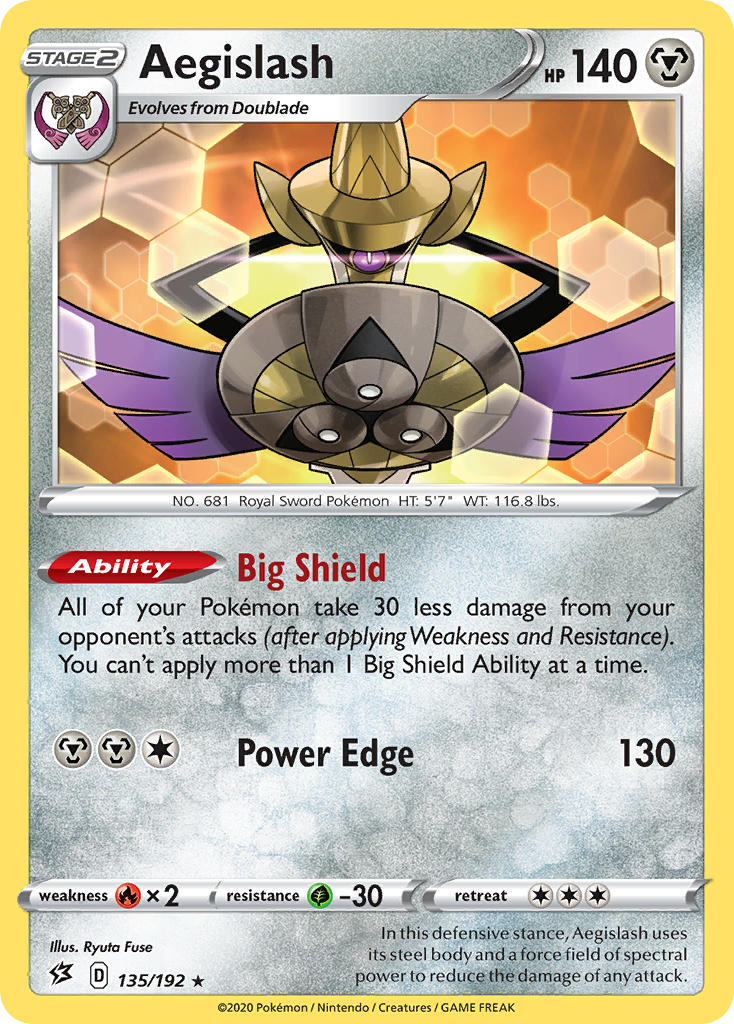 STAGE 2
Aegislash
HP 140
Evolves from Doublade
NO. 681 Royal Sword Pokémon HT: 5'7" WT: 116.8 lbs.
Ability Big Shield
All of your Pokémon take 30 less damage from your
opponent's attacks (after applying Weakness and Resistance).
You can't apply more than 1 Big Shield Ability at a time.
Power Edge 130
weakness ×2 resistance -30 retreat
Illus. Ryuta Fuse
D 135/192 ★
In this defensive stance, Aegislash uses
its steel body and a force field of spectral
power to reduce the damage of any attack.
©2020 Pokémon / Nintendo / Creatures / GAME FREAK